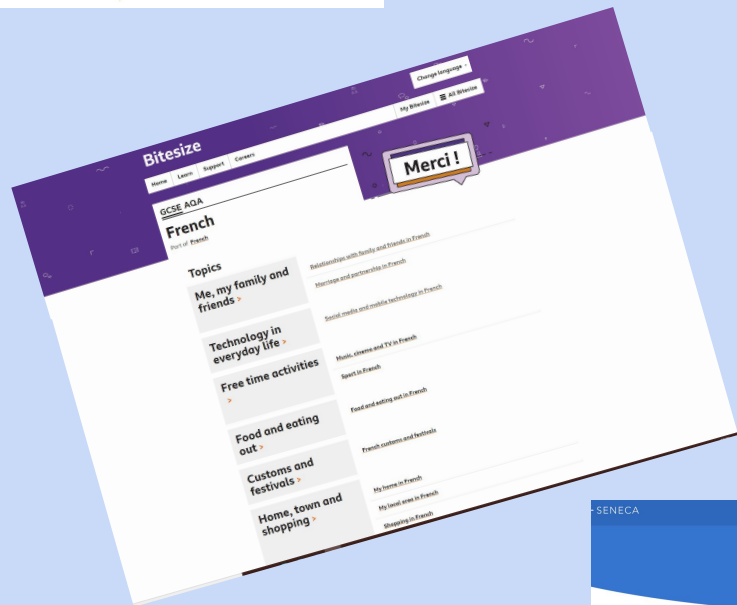 Change language
My Bitesize All Bitesize
Bitesize
Home Learn Support Careers
Merci !
GCSE AQA
French
Part of French
Topics
Me, my family and
friends >
Relationships with family and friends in French
Marriage and partnership in French
Technology in
everyday life >
Social media and mobile technology in French
Free time activities
>
Music, cinema and TV in French
Sport in French
Food and eating
out >
Food and eating out in French
Customs and
festivals >
French customs and festivals
Home, town and
shopping >
My home in French
My local area in French
Shopping in French
SENECA